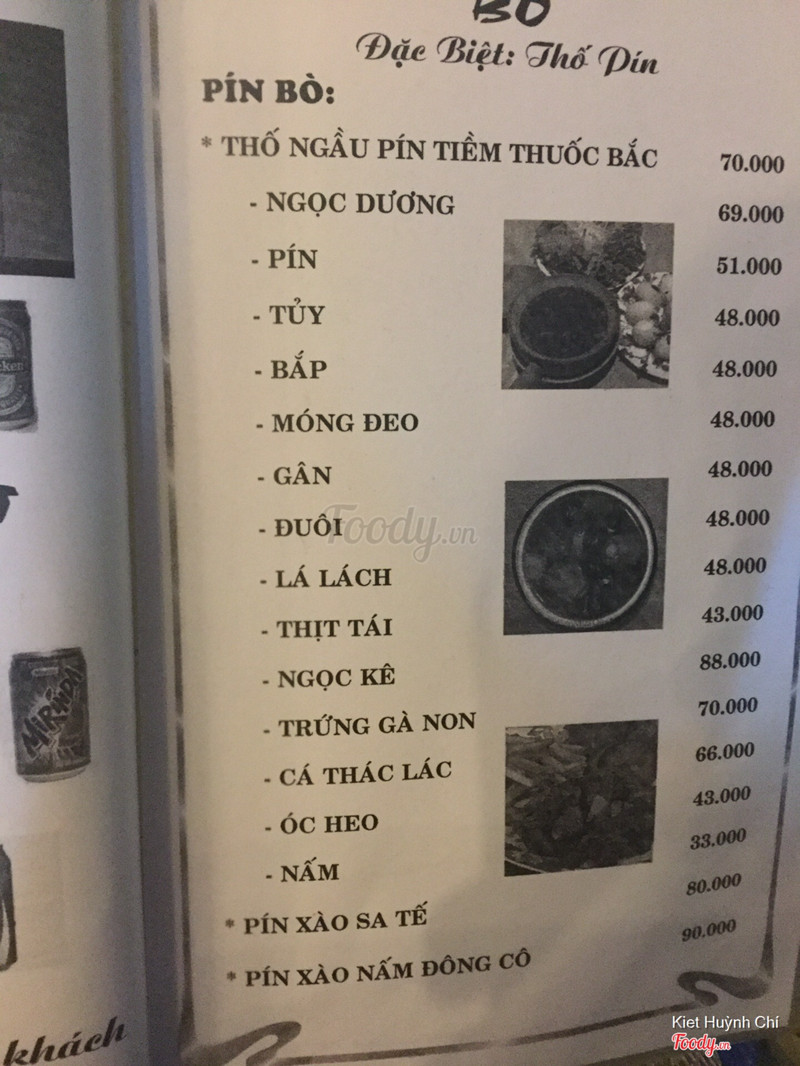 BÒ
Đặc Biệt: Thố Pín
PÍN BÒ:
* THỐ NGẦU PÍN TIỀM THUỐC BẮC 70.000
- NGỌC DƯƠNG 69.000
- PÍN 51.000
- TỦY 48.000
- BẮP 48.000
- MÓNG ĐEO 48.000
- GÂN 48.000
- ĐUÔI 48.000
- LÁ LÁCH 48.000
- THỊT TÁI 43.000
- NGỌC KÊ 88.000
- TRỨNG GÀ NON 70.000
- CÁ THÁC LÁC 66.000
- ÓC HEO 43.000
- NẤM 33.000
* PÍN XÀO SA TẾ 80.000
* PÍN XÀO NẤM ĐÔNG CÔ 90.000
Foody.vn
MIRINDA
khách
Kiet Huỳnh Chí
Foody.vn